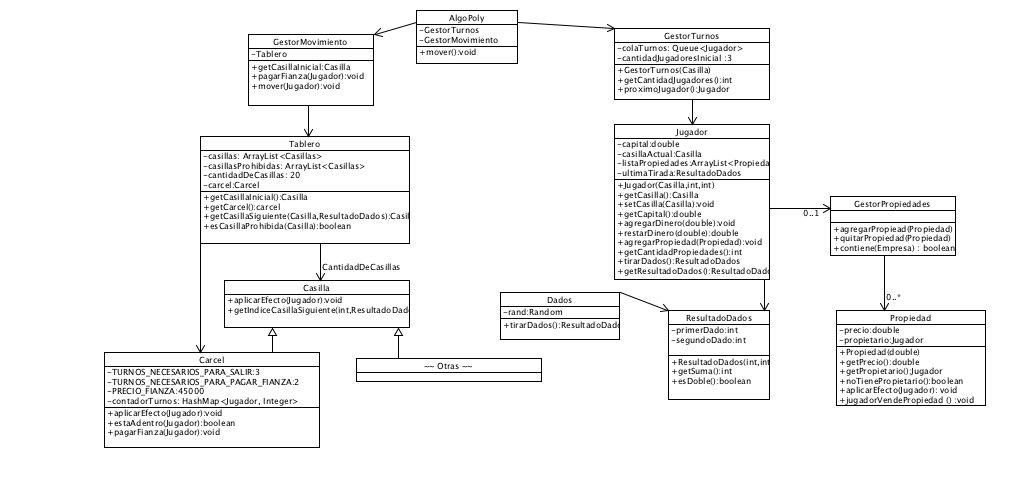 AlgoPoly
-GestorTurnos
-GestorMovimiento
+mover():void
GestorMovimiento
-Tablero
+getCasillaInicial:Casilla
+pagarFianza(Jugador):void
+mover(Jugador):void
GestorTurnos
-colaTurnos: Queue<Jugador>
-cantidadJugadoresInicial :3
+GestorTurnos(Casilla)
+getCantidadJugadores():int
+proximoJugador():Jugador
Tablero
-casillas: ArrayList<Casillas>
-casillasProhibidas: ArrayList<Casillas>
-cantidadDeCasillas: 20
-carcel:Carcel
+getCasillaInicial():Casilla
+getCarcel():carcel
+getCasillaSiguiente(Casilla,ResultadoDados):Casil
+esCasillaProhibida(Casilla):boolean
Jugador
-capital:double
-casillaActual:Casilla
-listaPropiedades:ArrayList<Propieda
-ultimaTirada:ResultadoDados
+Jugador(Casilla,int,int)
+getCasilla():Casilla
+setCasilla(Casilla):void
+getCapital():double
+agregarDinero(double):void
+restarDinero(double):double
+agregarPropiedad(Propiedad):void
+getCantidadPropiedades():int
+tirarDados():ResultadoDados
+getResultadoDados():ResultadoDado
0..1
GestorPropiedades
+agregarPropiead(Propiedad)
+quitarPropiedad(Propiedad)
+contiene(Empresa) : boolean
CantidadDeCasillas
Casilla
+aplicarEfecto(Jugador):void
+getIndiceCasillaSiguiente(int,ResultadoDado
Dados
-rand:Random
+tirarDados():ResultadoDado
0..*
ResultadoDados
-primerDado:int
-segundoDado:int
+ResultadoDados(int,int
+getSuma():int
+esDoble():boolean
Propiedad
-precio:double
-propietario:Jugador
+Propiedad(double)
+getPrecio():double
+getPropietario():Jugador
+noTienePropietario():boolean
+aplicarEfecto(Jugador): void
+jugadorVendePropiedad () :void
Carcel
-TURNOS_NECESARIOS_PARA_SALIR:3
-TURNOS_NECESARIOS_PARA_PAGAR_FIANZA:2
-PRECIO_FIANZA:45000
-contadorTurnos: HashMap<Jugador, Integer>
+aplicarEfecto(Jugador):void
+estaAdentro(Jugador):boolean
+pagarFianza(Jugador):void
~~ Otras ~~